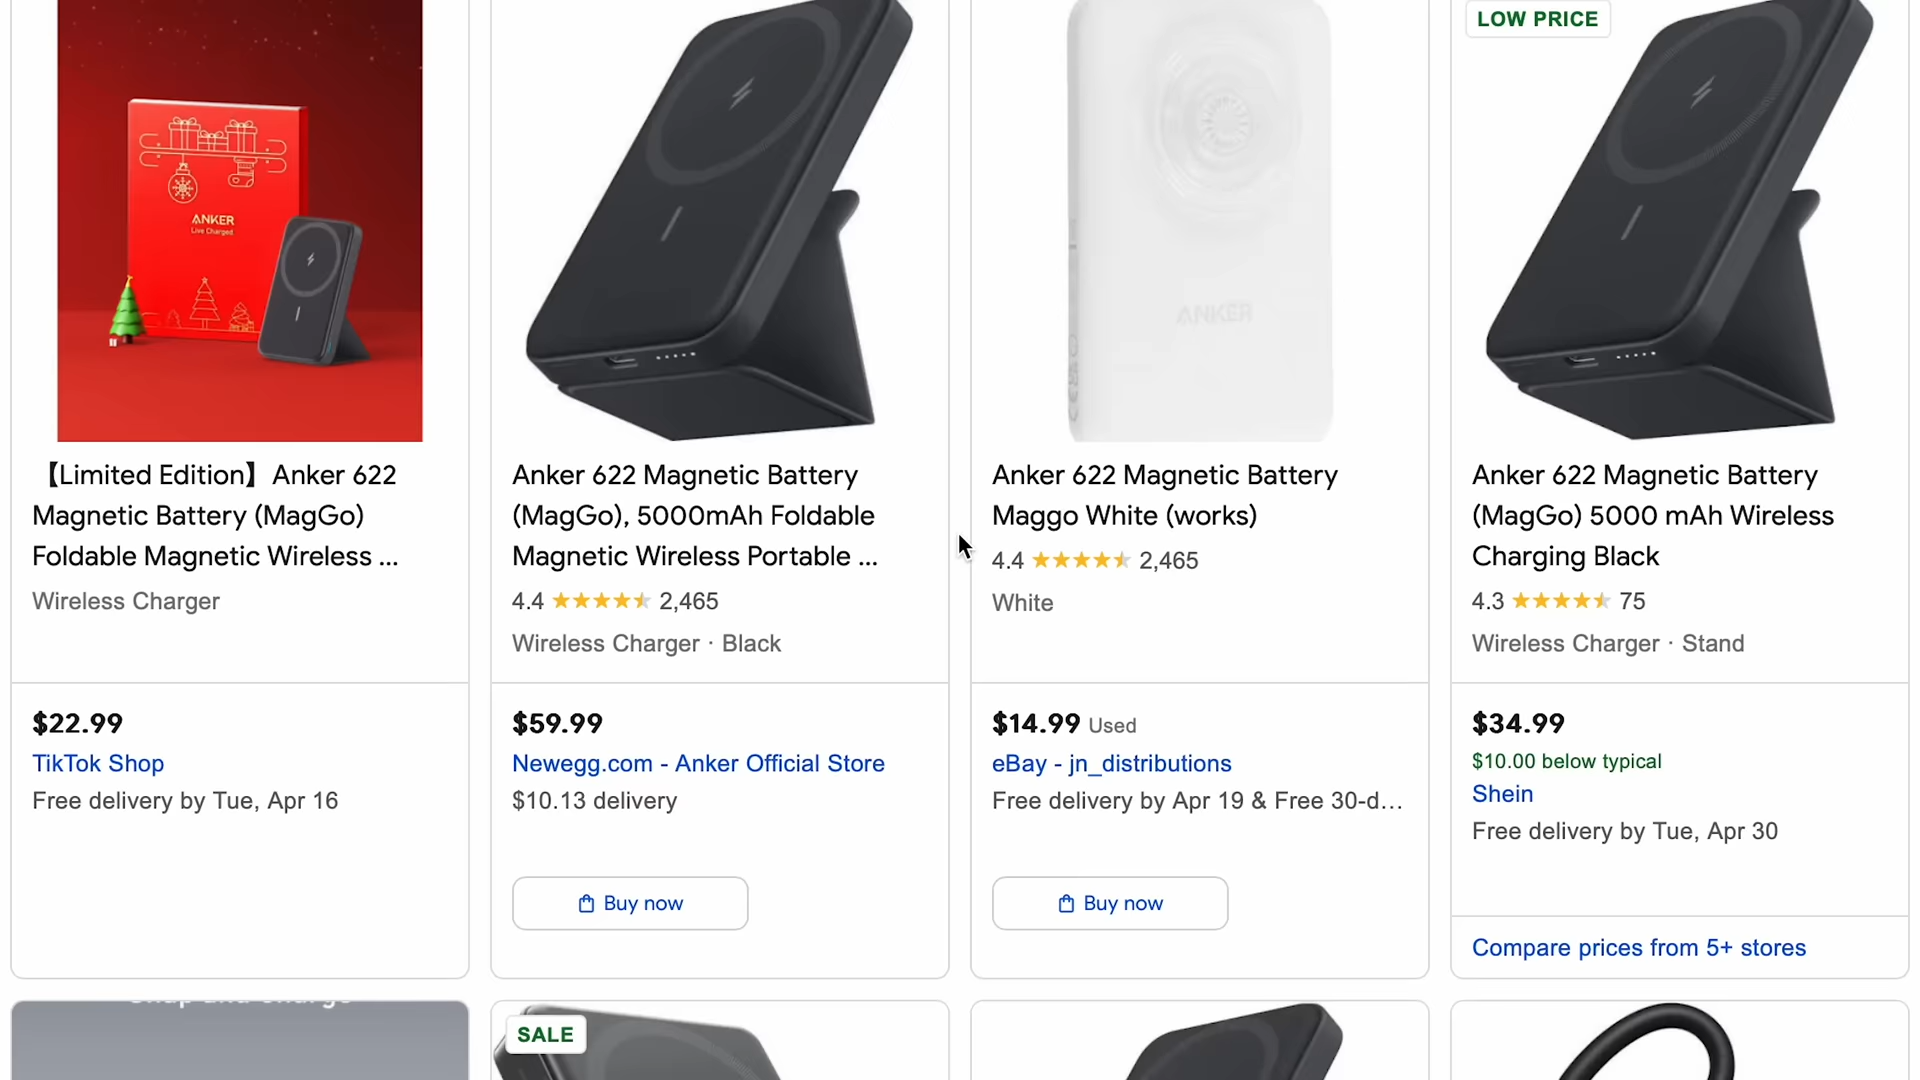 LOW PRICE
ANKER
Live Charged
ANKER
【Limited Edition】Anker 622
Magnetic Battery (MagGo)
Foldable Magnetic Wireless ...
Wireless Charger
$22.99
TikTok Shop
Free delivery by Tue, Apr 16
Anker 622 Magnetic Battery
(MagGo), 5000mAh Foldable
Magnetic Wireless Portable ...
4.4 2,465
Wireless Charger · Black
$59.99
Newegg.com - Anker Official Store
$10.13 delivery
Buy now
Anker 622 Magnetic Battery
Maggo White (works)
4.4 2,465
White
$14.99 Used
eBay - jn_distributions
Free delivery by Apr 19 & Free 30-d...
Buy now
Anker 622 Magnetic Battery
(MagGo) 5000 mAh Wireless
Charging Black
4.3 75
Wireless Charger · Stand
$34.99
$10.00 below typical
Shein
Free delivery by Tue, Apr 30
Compare prices from 5+ stores
SALE